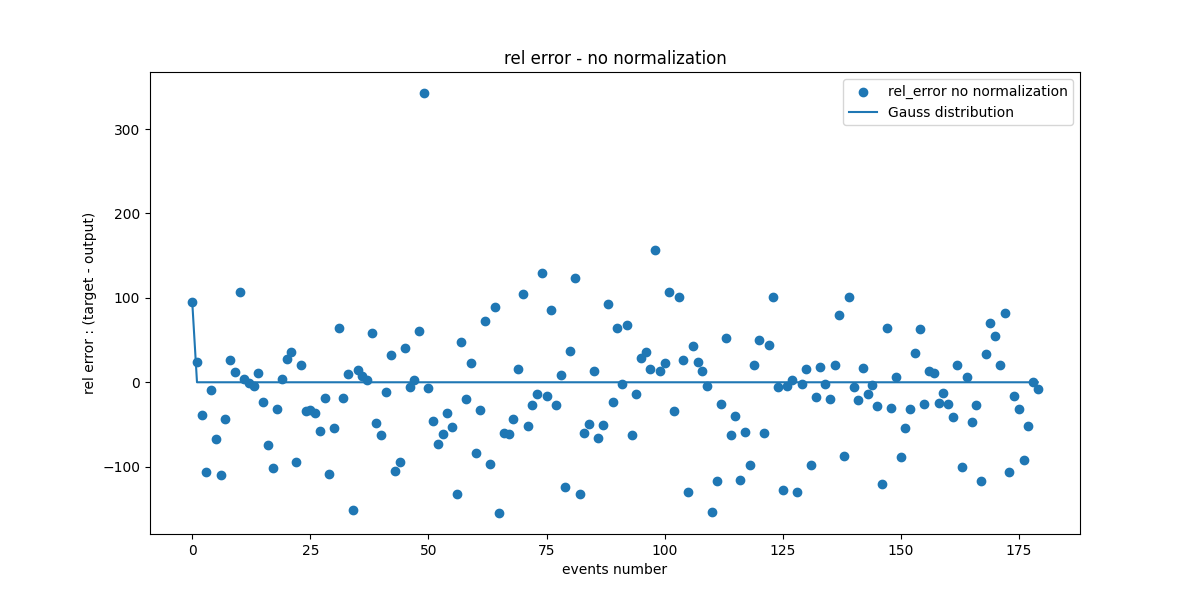 rel error - no normalization
rel_error no normalization
Gauss distribution
rel error : (target - output)
300
200
100
0
−100
0
25
50
75
100
125
150
175
events number